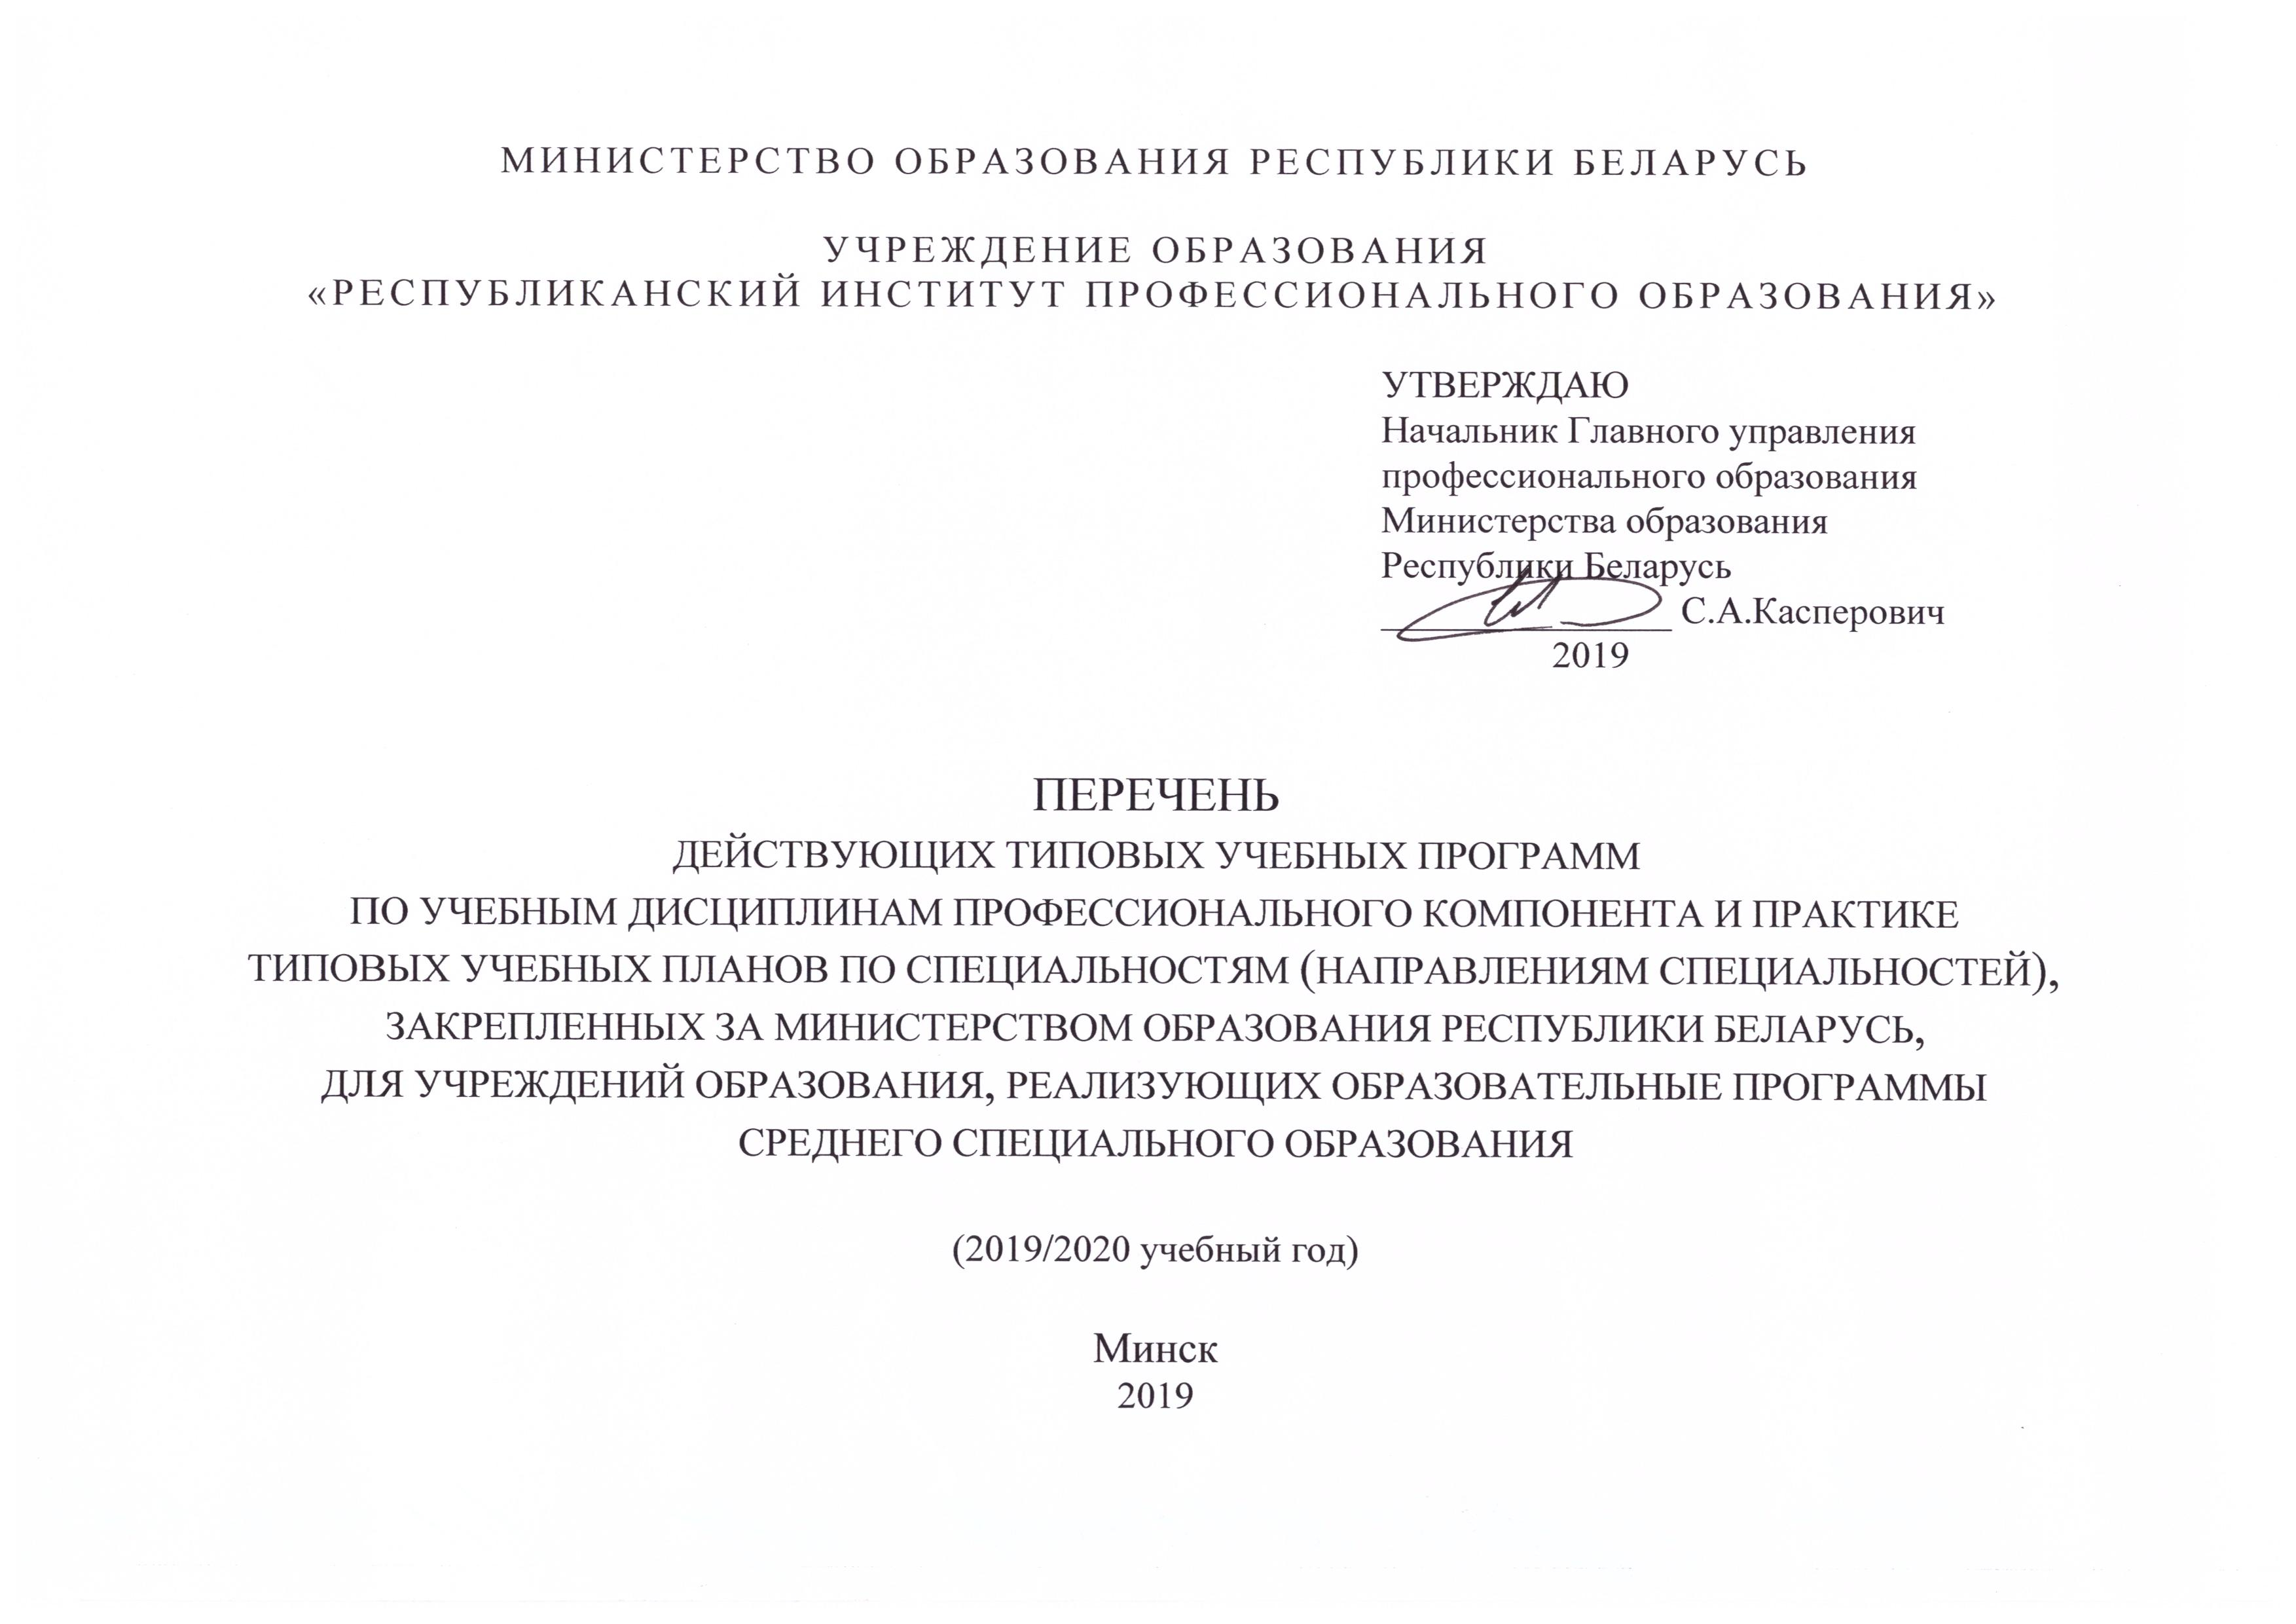 МИНИСТЕРСТВО ОБРАЗОВАНИЯ РЕСПУБЛИКИ БЕЛАРУСЬ
УЧРЕЖДЕНИЕ ОБРАЗОВАНИЯ
«РЕСПУБЛИКАНСКИЙ ИНСТИТУТ ПРОФЕССИОНАЛЬНОГО ОБРАЗОВАНИЯ»
УТВЕРЖДАЮ
Начальник Главного управления
профессионального образования
Министерства образования
Республики Беларусь
С.А.Касперович
2019
ПЕРЕЧЕНЬ
ДЕЙСТВУЮЩИХ ТИПОВЫХ УЧЕБНЫХ ПРОГРАММ
ПО УЧЕБНЫМ ДИСЦИПЛИНАМ ПРОФЕССИОНАЛЬНОГО КОМПОНЕНТА И ПРАКТИКЕ
ТИПОВЫХ УЧЕБНЫХ ПЛАНОВ ПО СПЕЦИАЛЬНОСТЯМ (НАПРАВЛЕНИЯМ СПЕЦИАЛЬНОСТЕЙ),
ЗАКРЕПЛЕННЫХ ЗА МИНИСТЕРСТВОМ ОБРАЗОВАНИЯ РЕСПУБЛИКИ БЕЛАРУСЬ,
ДЛЯ УЧРЕЖДЕНИЙ ОБРАЗОВАНИЯ, РЕАЛИЗУЮЩИХ ОБРАЗОВАТЕЛЬНЫЕ ПРОГРАММЫ
СРЕДНЕГО СПЕЦИАЛЬНОГО ОБРАЗОВАНИЯ
(2019/2020 учебный год)
Минск
2019